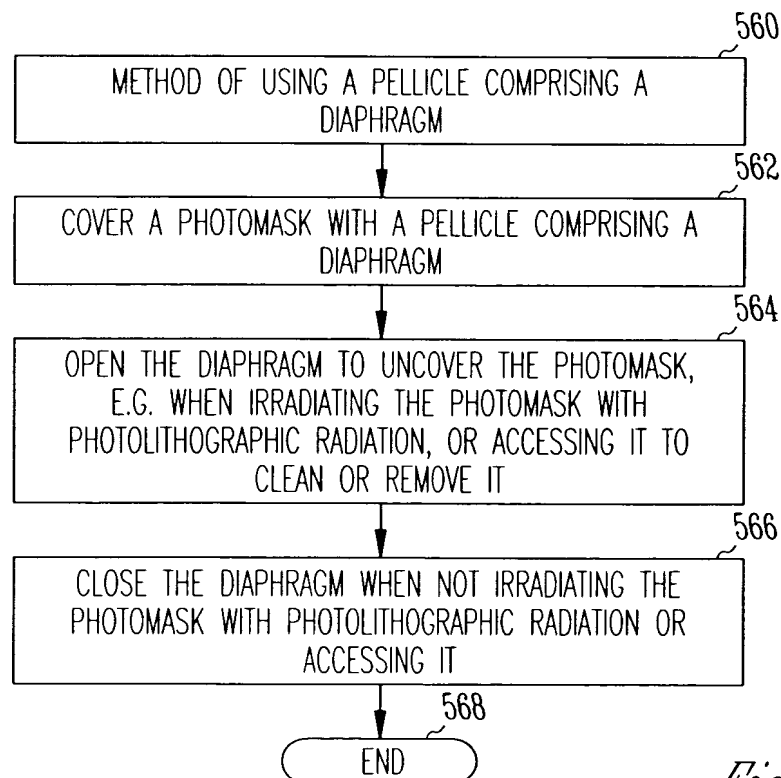 560
METHOD OF USING A PELLICLE COMPRISING A
DIAPHRAGM
562
COVER A PHOTOMASK WITH A PELLICLE COMPRISING A
DIAPHRAGM
564
OPEN THE DIAPHRAGM TO UNCOVER THE PHOTOMASK,
E.G. WHEN IRRADIATING THE PHOTOMASK WITH
PHOTOLITHOGRAPHIC RADIATION, OR ACCESSING IT TO
CLEAN OR REMOVE IT
566
CLOSE THE DIAPHRAGM WHEN NOT IRRADIATING THE
PHOTOMASK WITH PHOTOLITHOGRAPHIC RADIATION OR
ACCESSING IT
568
END